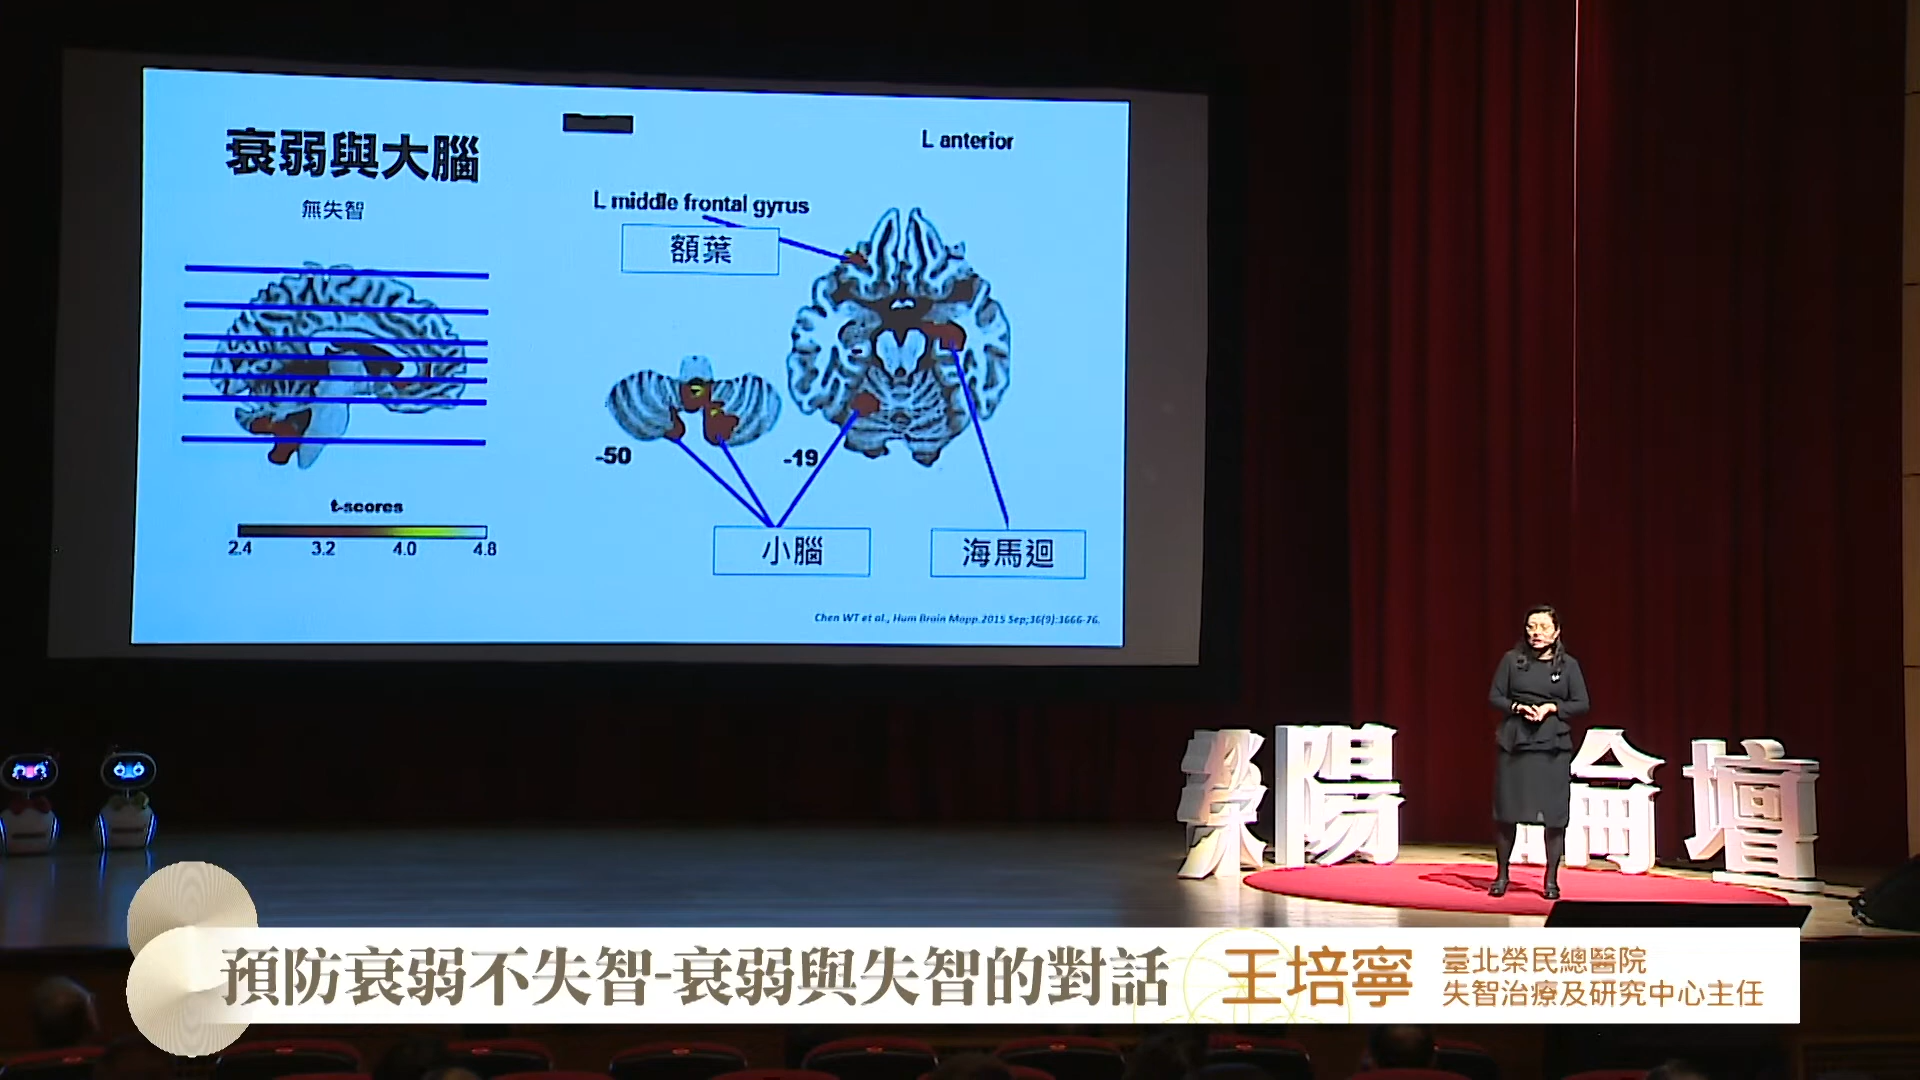 衰弱與大腦
無失智
L anterior
L middle frontal gyrus
額葉
-50
-19
t-scores
2.4 3.2 4.0 4.8
小腦
海馬迴
Chen WT et al., Hum Brain Mapp.2015 Sep;36(9):3666-76.
榮陽論壇
預防衰弱不失智-衰弱與失智的對話
王培寧
臺北榮民總醫院
失智治療及研究中心主任